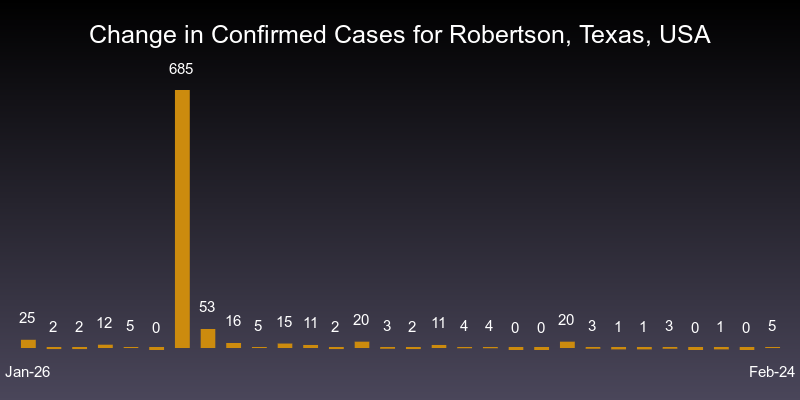 Change in Confirmed Cases for Robertson, Texas, USA
685
25 2 2 12 5 0 53 16 5 15 11 2 20 3 2 11 4 4 0 0 20 3 1 1 3 0 1 0 5
Jan-26 Feb-24